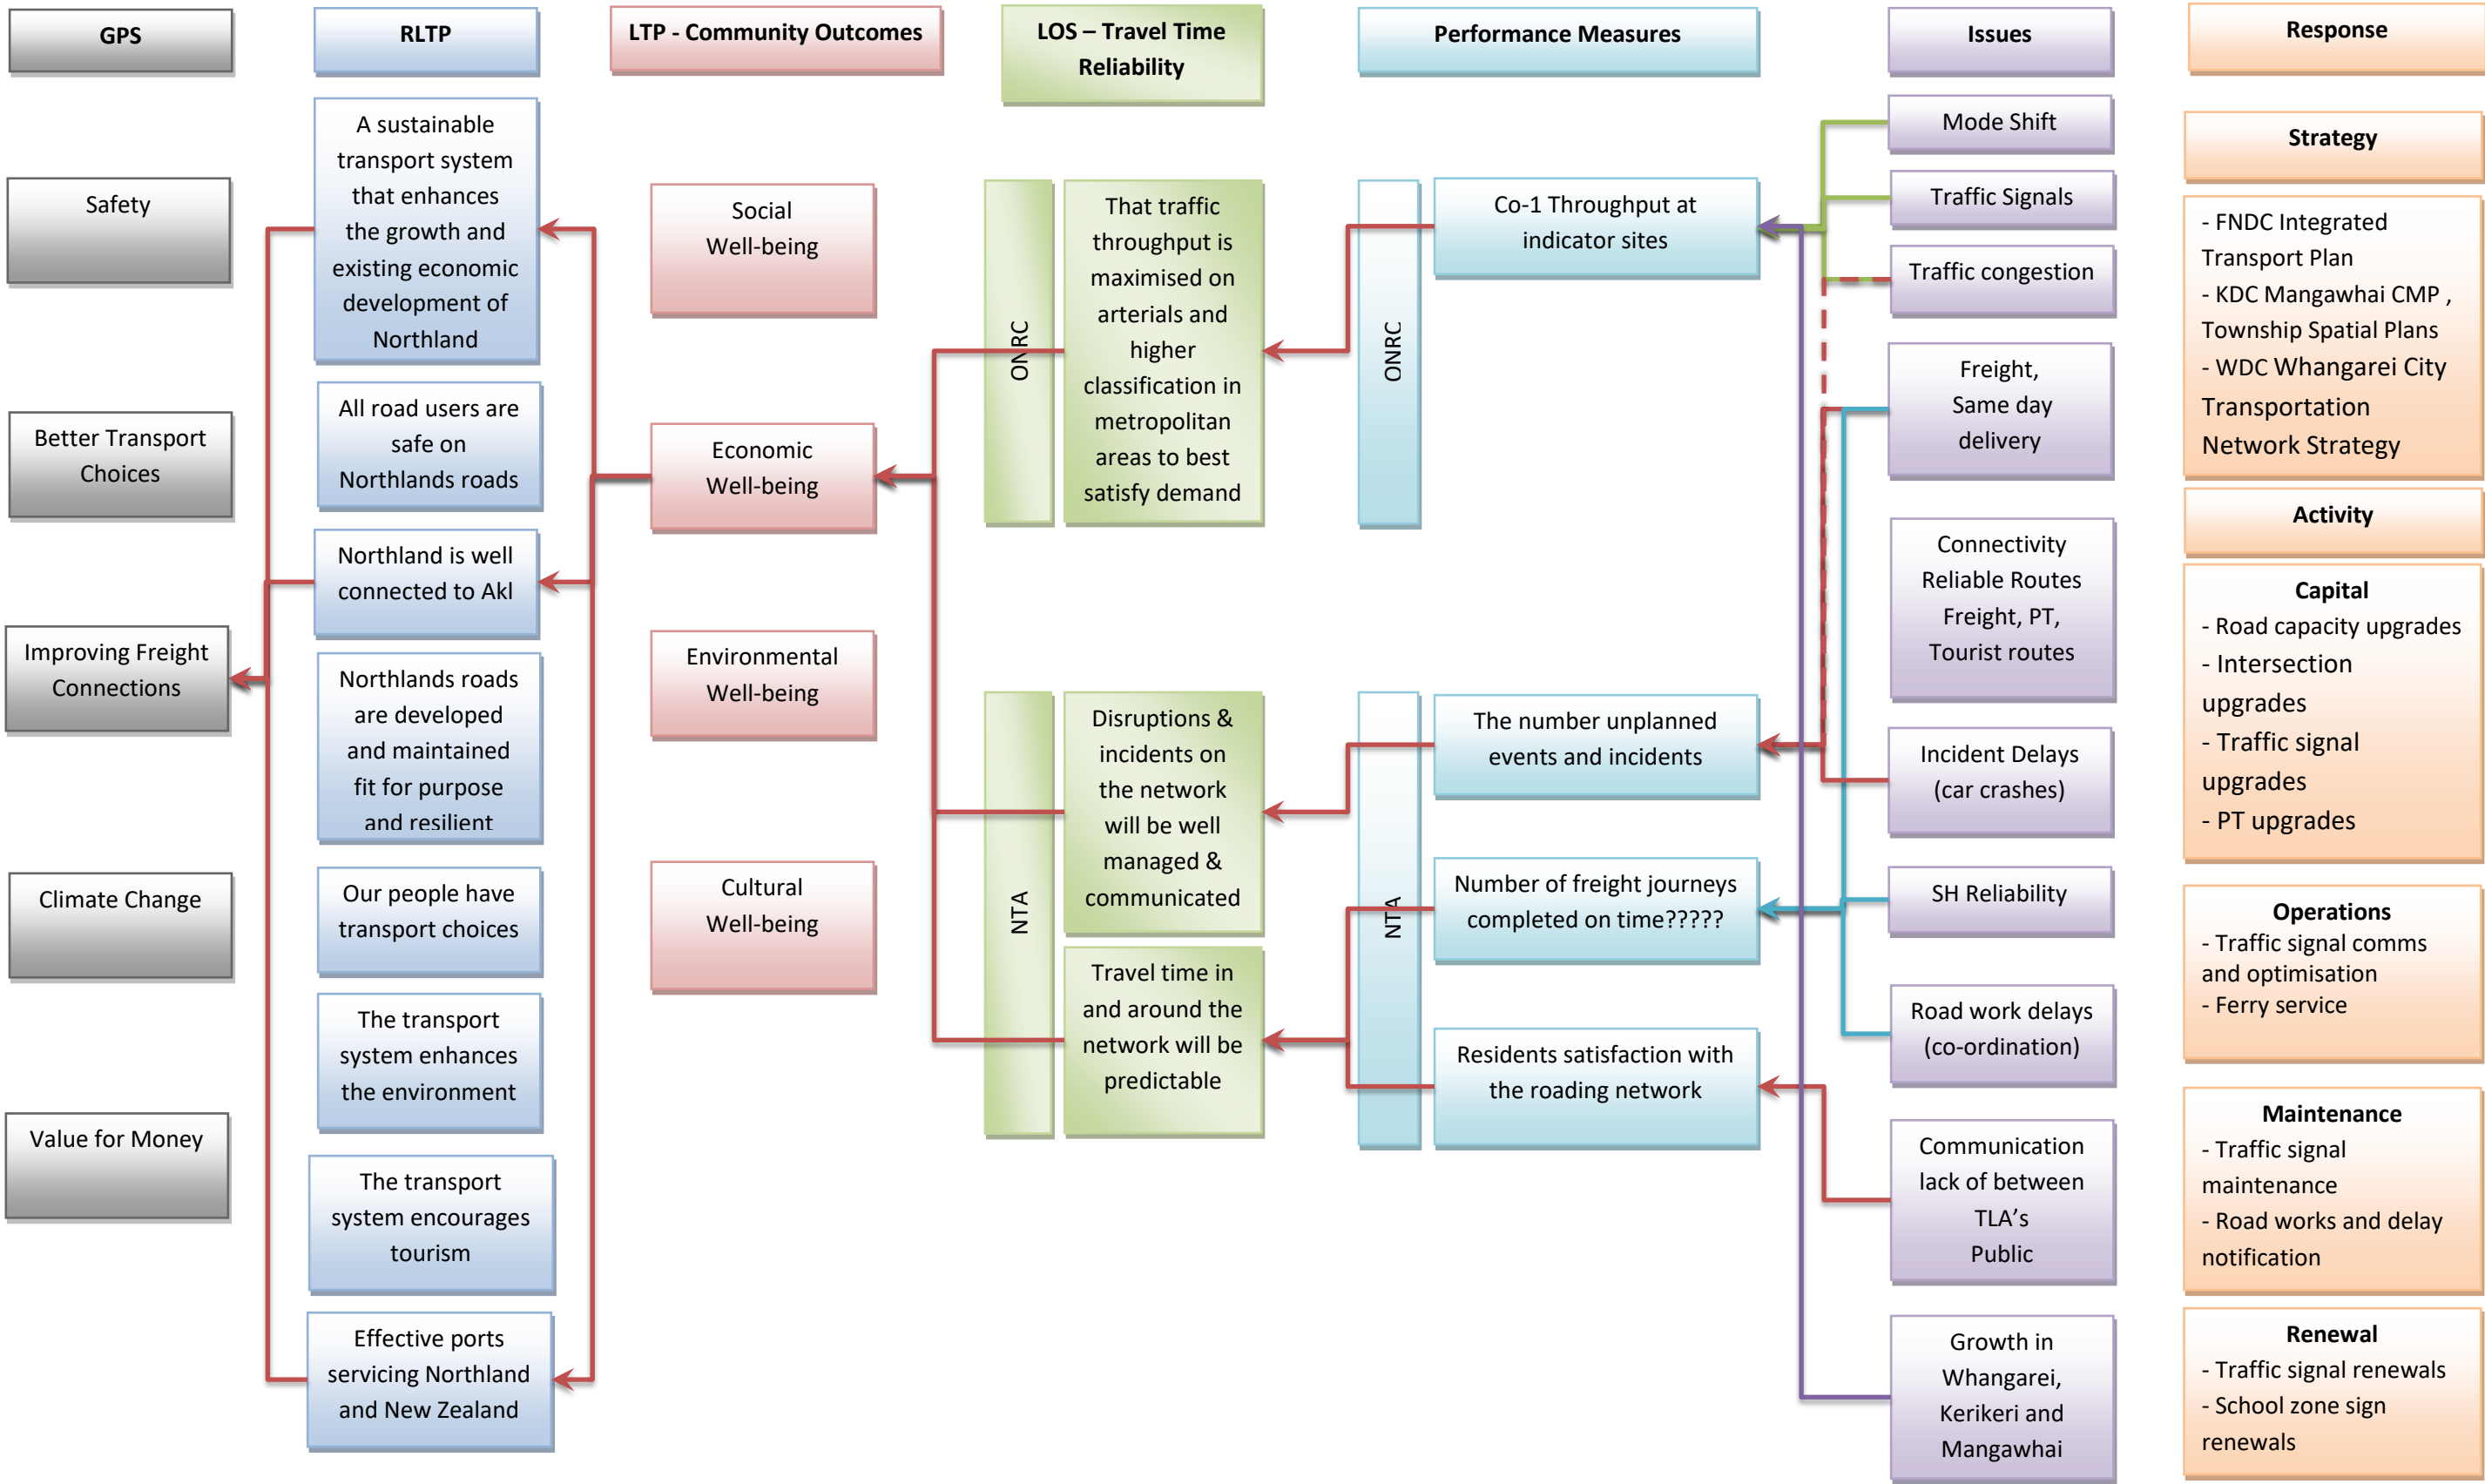 GPS
RLTP
LTP - Community Outcomes
LOS – Travel Time
Reliability
Performance Measures
Issues
Response
Safety
Better Transport
Choices
Improving Freight
Connections
Climate Change
Value for Money
A sustainable
transport system
that enhances
the growth and
existing economic
development of
Northland
All road users are
safe on
Northlands roads
Northland is well
connected to Akl
Northlands roads
are developed
and maintained
fit for purpose
and resilient
Our people have
transport choices
The transport
system enhances
the environment
The transport
system encourages
tourism
Effective ports
servicing Northland
and New Zealand
Social
Well-being
Economic
Well-being
Environmental
Well-being
Cultural
Well-being
ONRC
That traffic
throughput is
maximised on
arterials and
higher
classification in
metropolitan
areas to best
satisfy demand
NTA
Disruptions &
incidents on
the network
will be well
managed &
communicated
Travel time in
and around the
network will be
predictable
ONRC
Co-1 Throughput at
indicator sites
NTA
The number unplanned
events and incidents
Number of freight journeys
completed on time?????
Residents satisfaction with
the roading network
Mode Shift
Traffic Signals
Traffic congestion
Freight,
Same day
delivery
Connectivity
Reliable Routes
Freight, PT,
Tourist routes
Incident Delays
(car crashes)
SH Reliability
Road work delays
(co-ordination)
Communication
lack of between
TLA’s
Public
Growth in
Whangarei,
Kerikeri and
Mangawhai
Strategy
- FNDC Integrated
Transport Plan
- KDC Mangawhai CMP ,
Township Spatial Plans
- WDC Whangarei City
Transportation
Network Strategy
Activity
Capital
- Road capacity upgrades
- Intersection
upgrades
- Traffic signal
upgrades
- PT upgrades
Operations
- Traffic signal comms
and optimisation
- Ferry service
Maintenance
- Traffic signal
maintenance
- Road works and delay
notification
Renewal
- Traffic signal renewals
- School zone sign
renewals